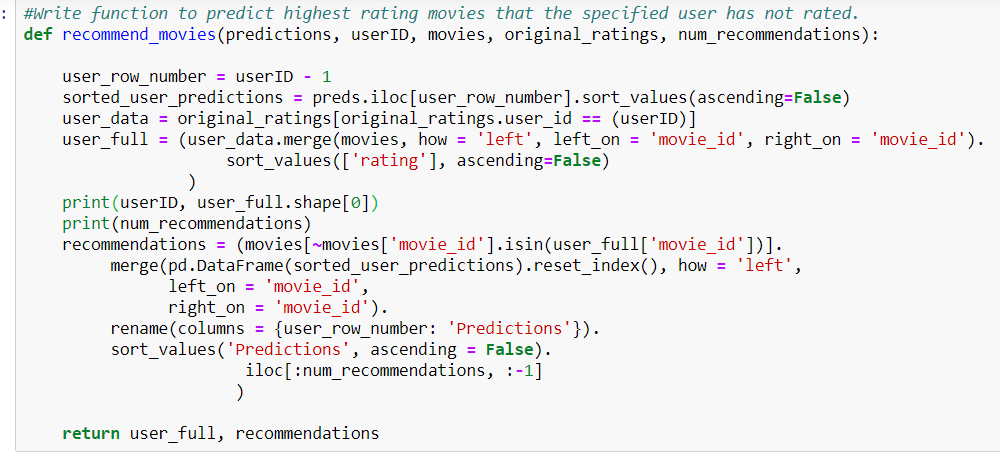 : #Write function to predict highest rating movies that the specified user has not rated.
def recommend_movies(predictions, userID, movies, original_ratings, num_recommendations):

    user_row_number = userID - 1
    sorted_user_predictions = preds.iloc[user_row_number].sort_values(ascending=False)
    user_data = original_ratings[original_ratings.user_id == (userID)]
    user_full = (user_data.merge(movies, how = 'left', left_on = 'movie_id', right_on = 'movie_id').
                     sort_values(['rating'], ascending=False)
                 )
    print(userID, user_full.shape[0])
    print(num_recommendations)
    recommendations = (movies[~movies['movie_id'].isin(user_full['movie_id'])].
         merge(pd.DataFrame(sorted_user_predictions).reset_index(), how = 'left',
               left_on = 'movie_id',
               right_on = 'movie_id').
         rename(columns = {user_row_number: 'Predictions'}).
         sort_values('Predictions', ascending = False).
                       iloc[:num_recommendations, :-1]
                      )

    return user_full, recommendations